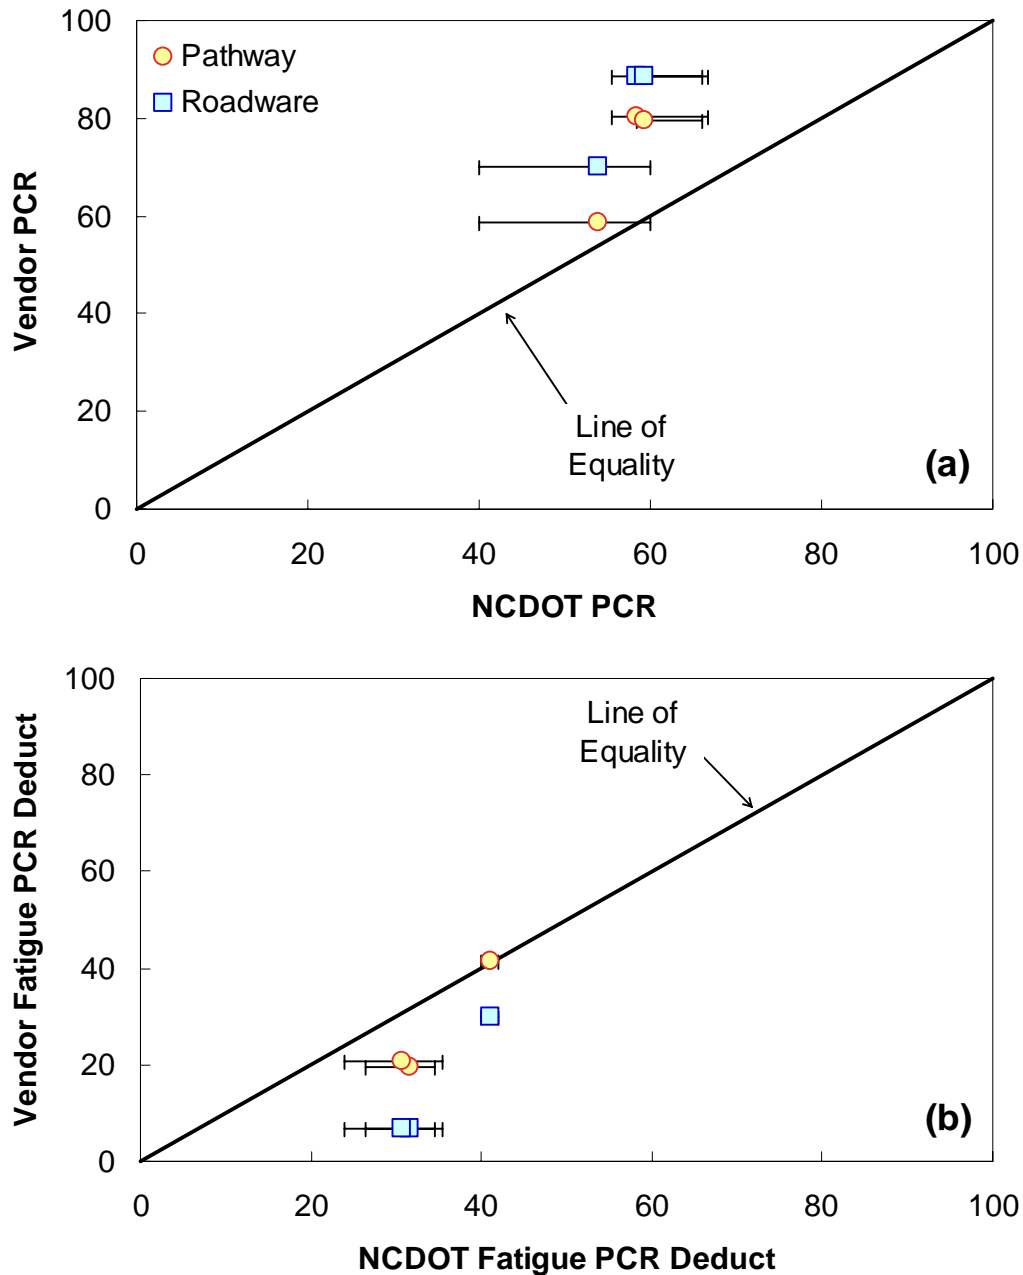 100
80
60
40
20
0
Vendor PCR
Pathway
Roadware
Line of
Equality
(a)
0 20 40 60 80 100
NCDOT PCR
100
80
60
40
20
0
Vendor Fatigue PCR Deduct
Line of
Equality
(b)
0 20 40 60 80 100
NCDOT Fatigue PCR Deduct